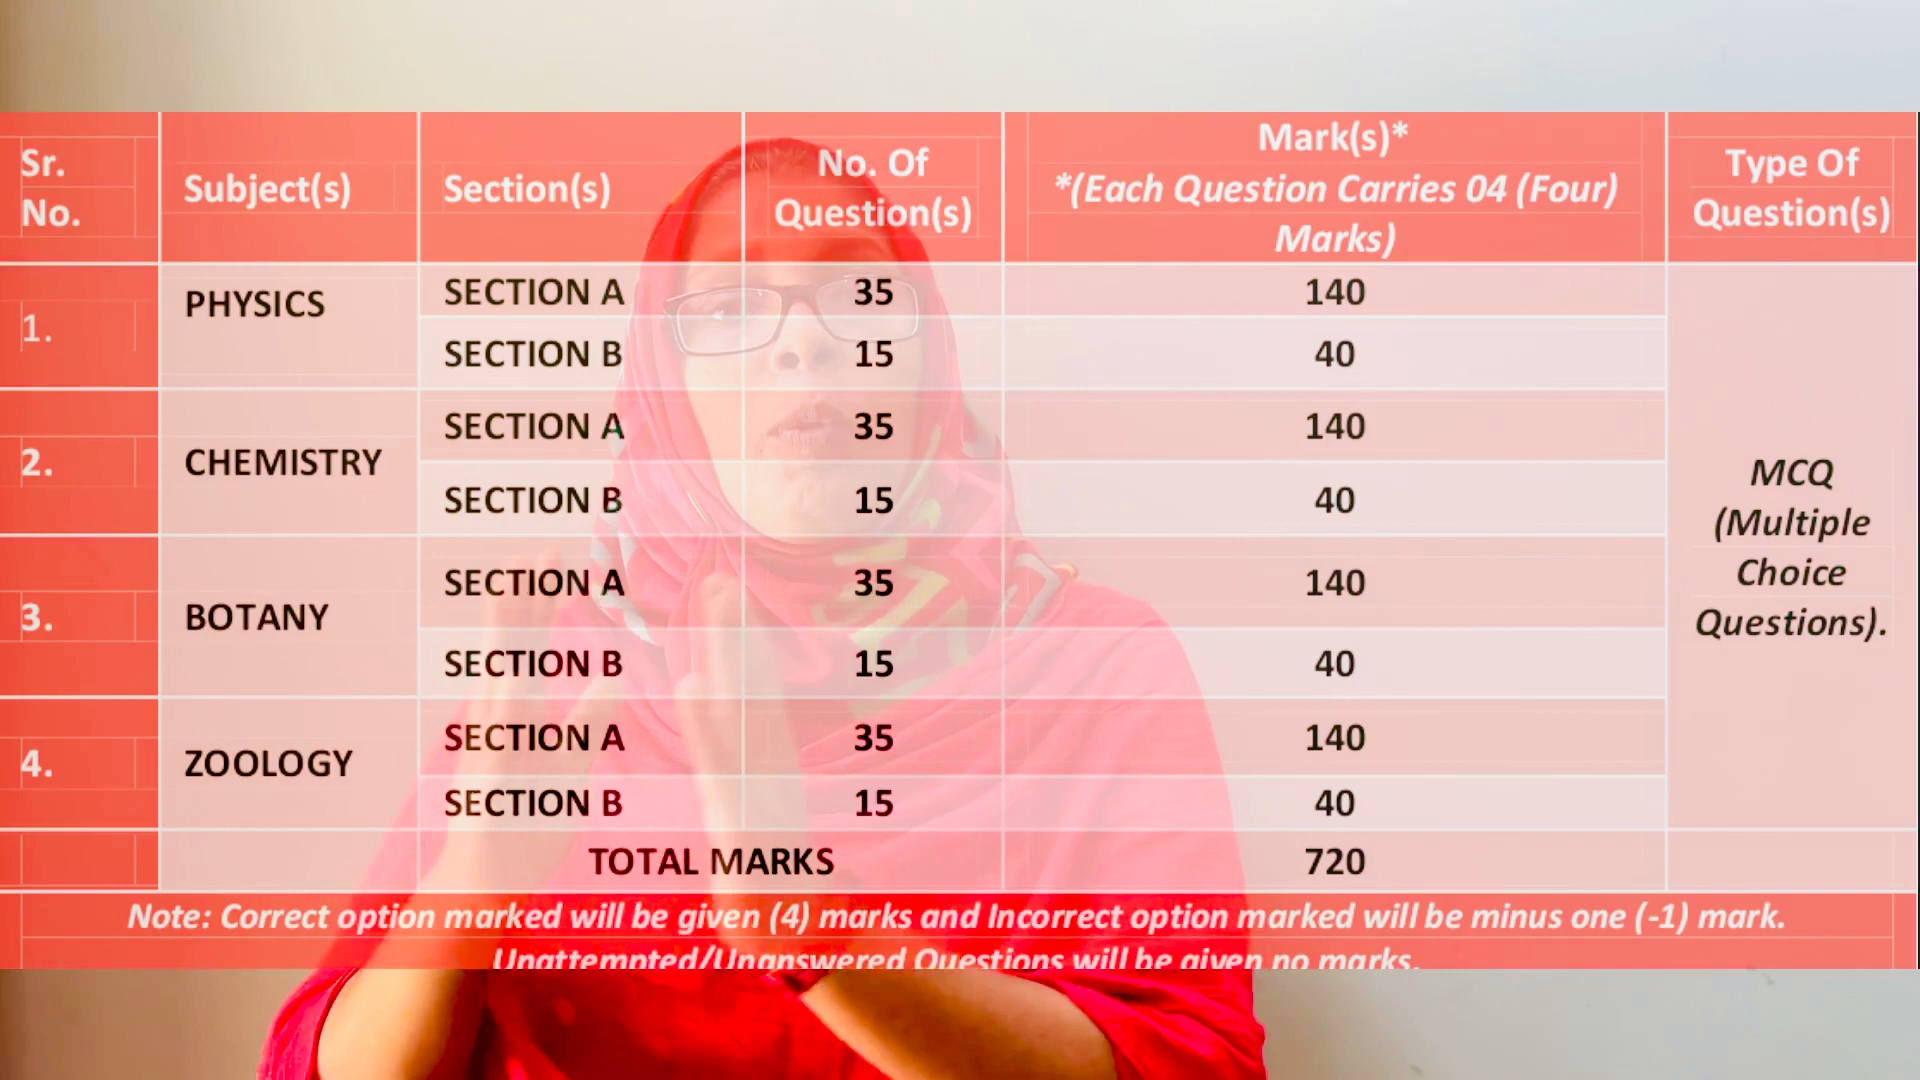 Sr. No.
Subject(s)
Section(s)
No. Of Question(s)
Mark(s)*
*(Each Question Carries 04 (Four) Marks)
Type Of Question(s)
1.
PHYSICS
SECTION A
35
140
SECTION B
15
40
2.
CHEMISTRY
SECTION A
35
140
SECTION B
15
40
3.
BOTANY
SECTION A
35
140
SECTION B
15
40
4.
ZOOLOGY
SECTION A
35
140
SECTION B
15
40
MCQ
(Multiple
Choice
Questions).
TOTAL MARKS
720
Note: Correct option marked will be given (4) marks and Incorrect option marked will be minus one (-1) mark.
Unattempted/Unanswered Questions will be given no marks.